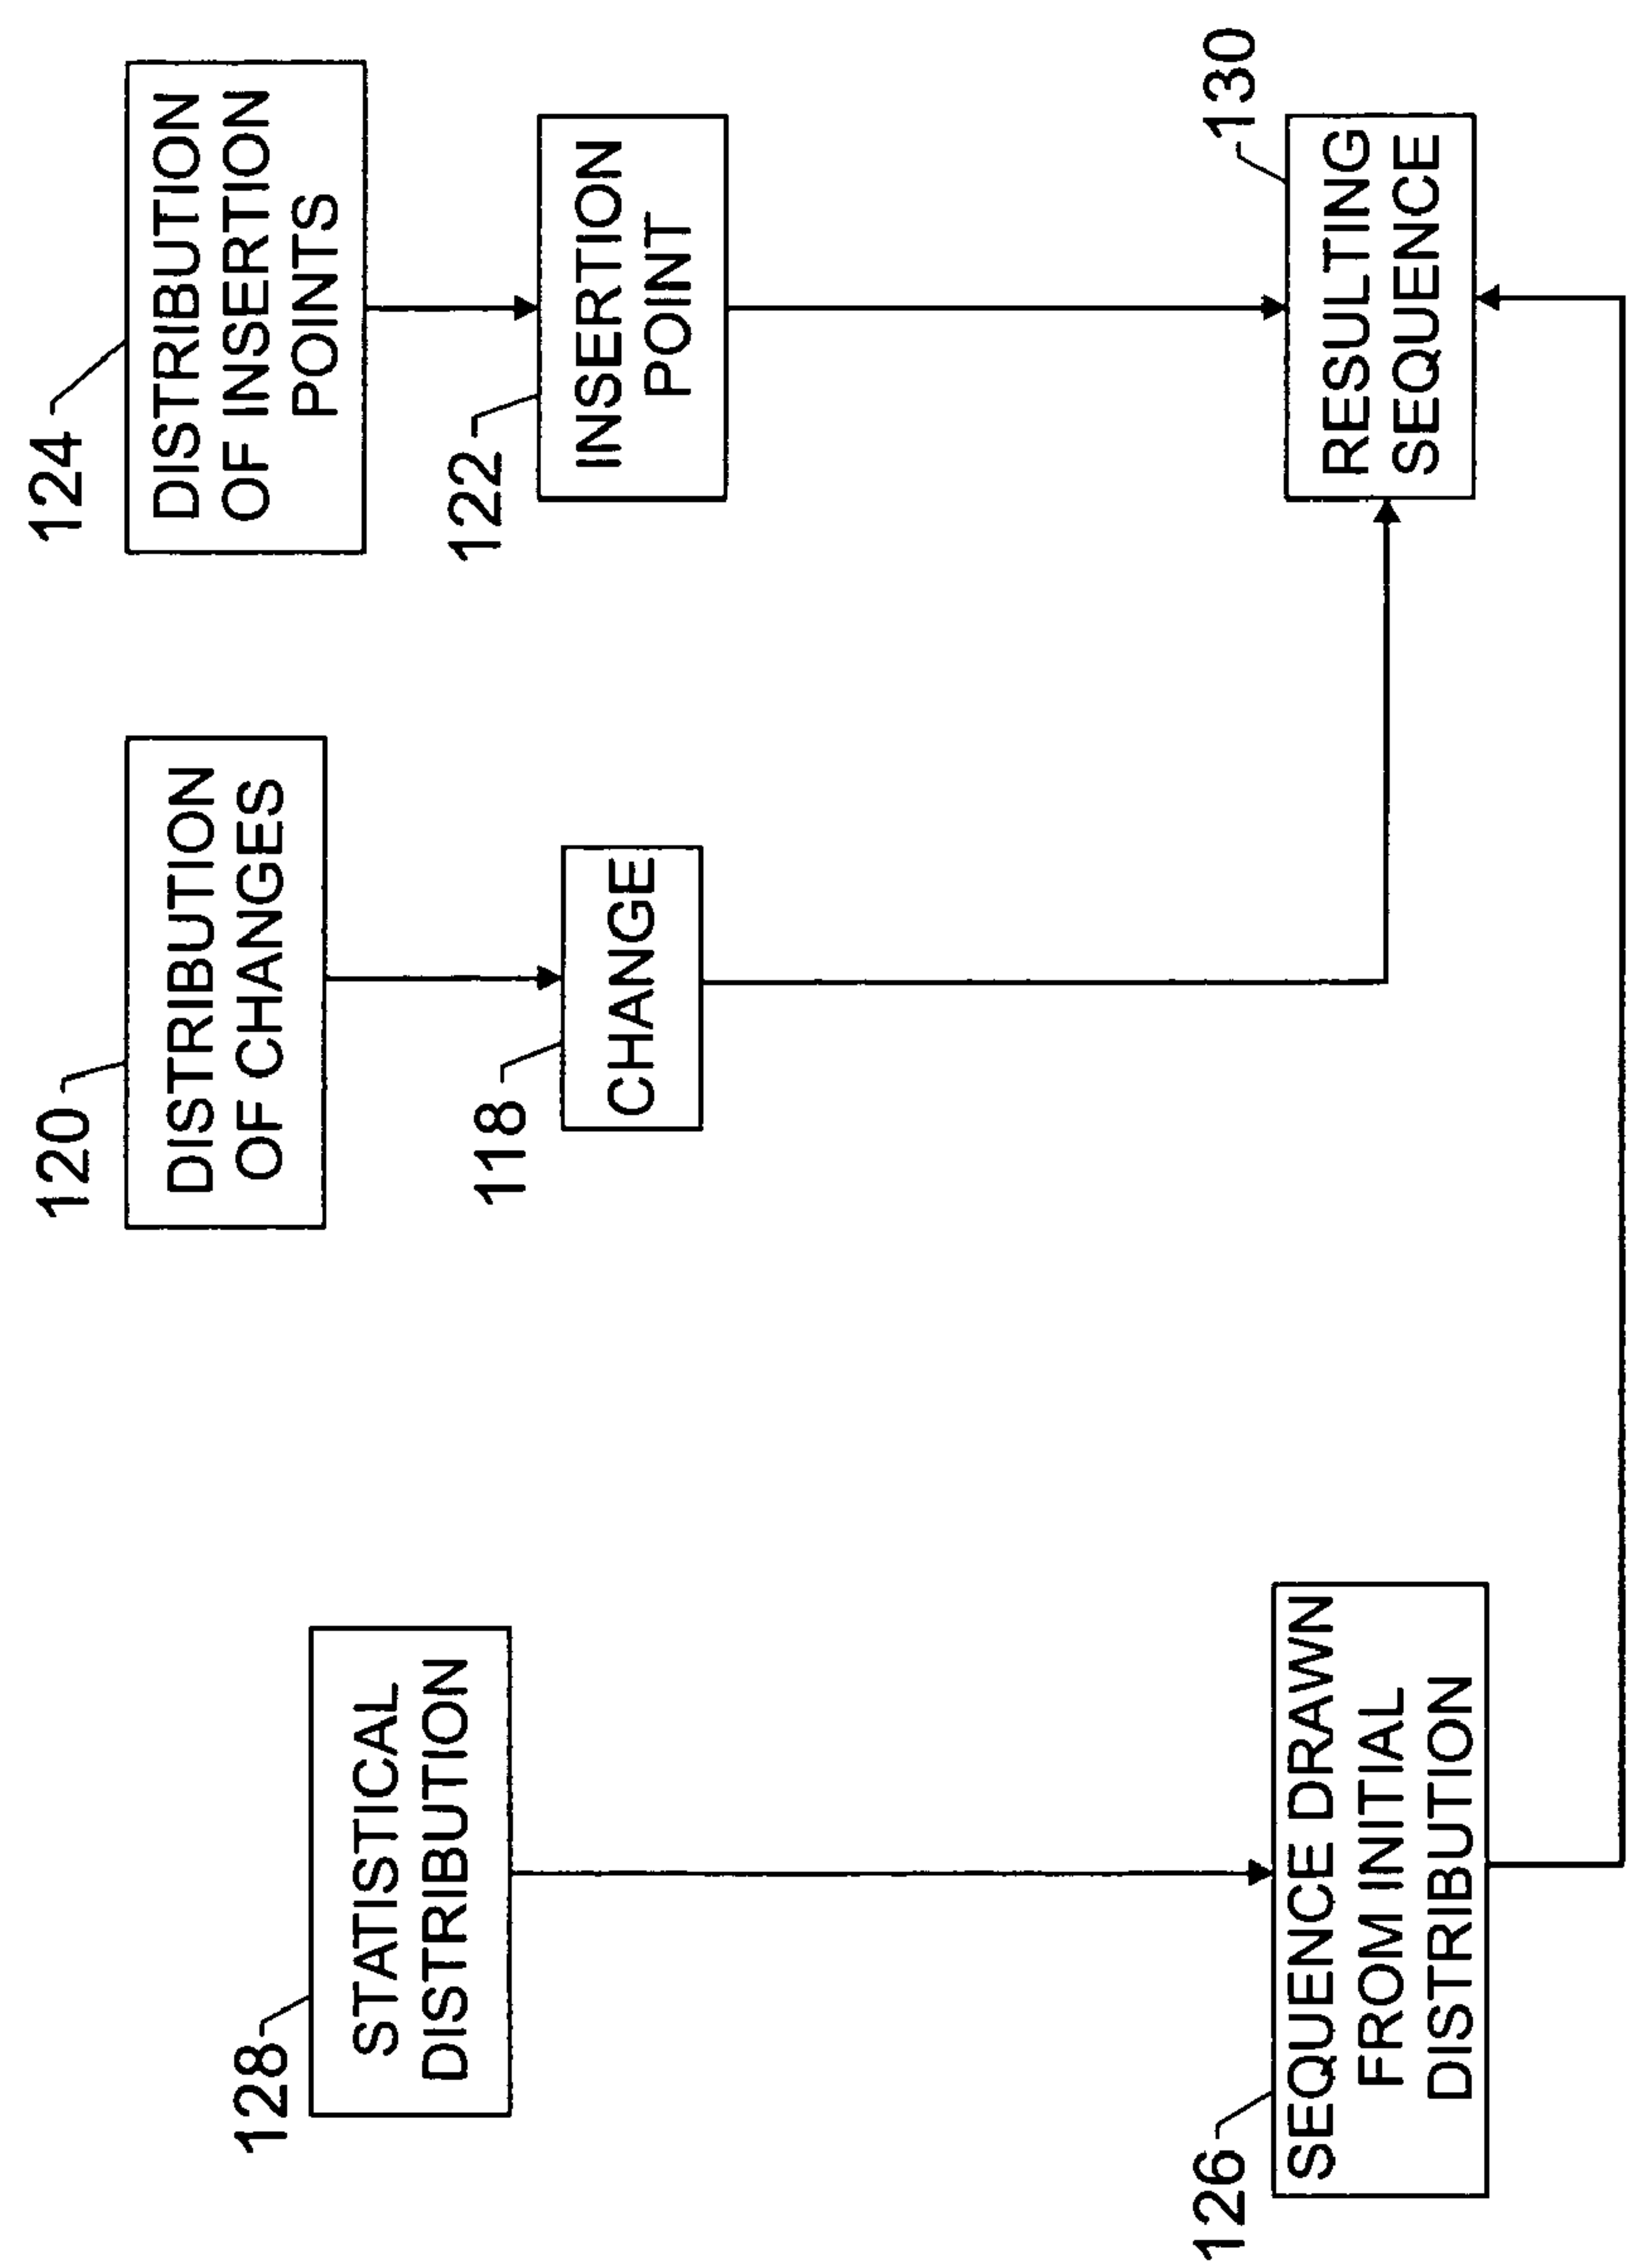 128
STATISTICAL
DISTRIBUTION
126
SEQUENCE DRAWN
FROM INITIAL
DISTRIBUTION
120
DISTRIBUTION
OF CHANGES
118
CHANGE
124
DISTRIBUTION
OF INSERTION
POINTS
122
INSERTION
POINT
130
RESULTING
SEQUENCE